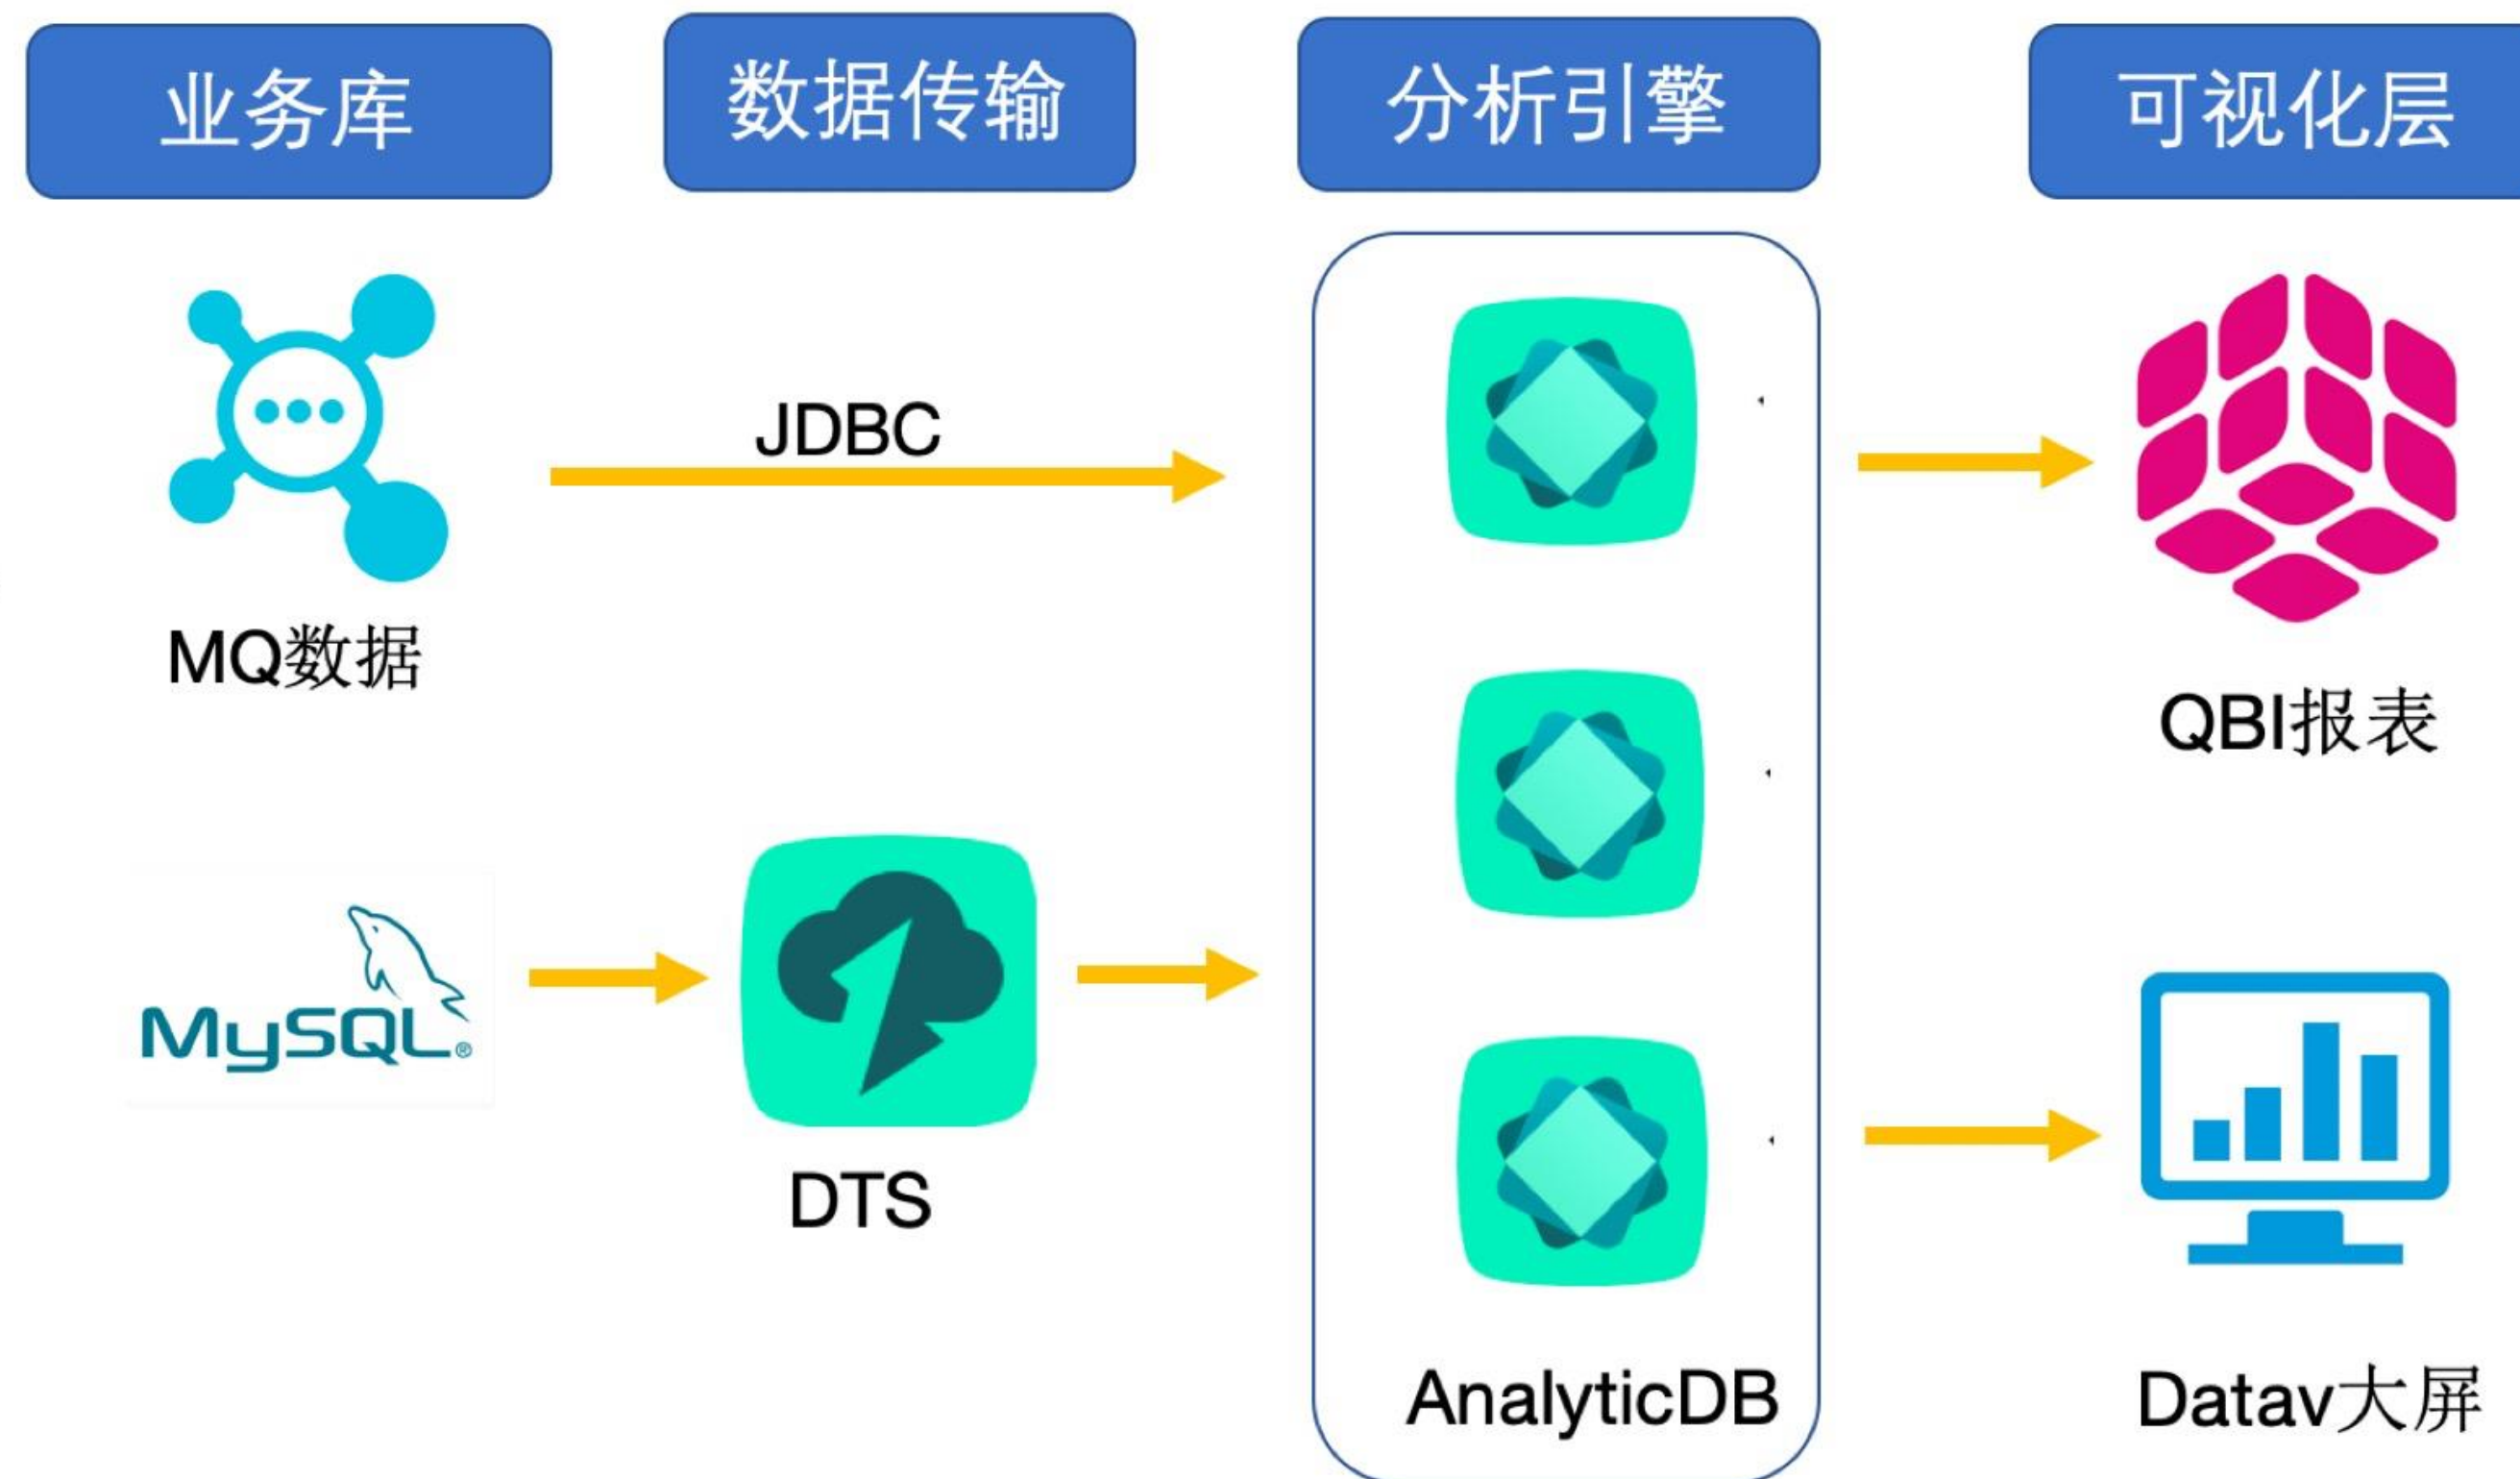 业务库
数据传输
分析引擎
可视化层
JDBC
MQ数据
QBI报表
MySQL®
DTS
AnalyticDB
Datav大屏